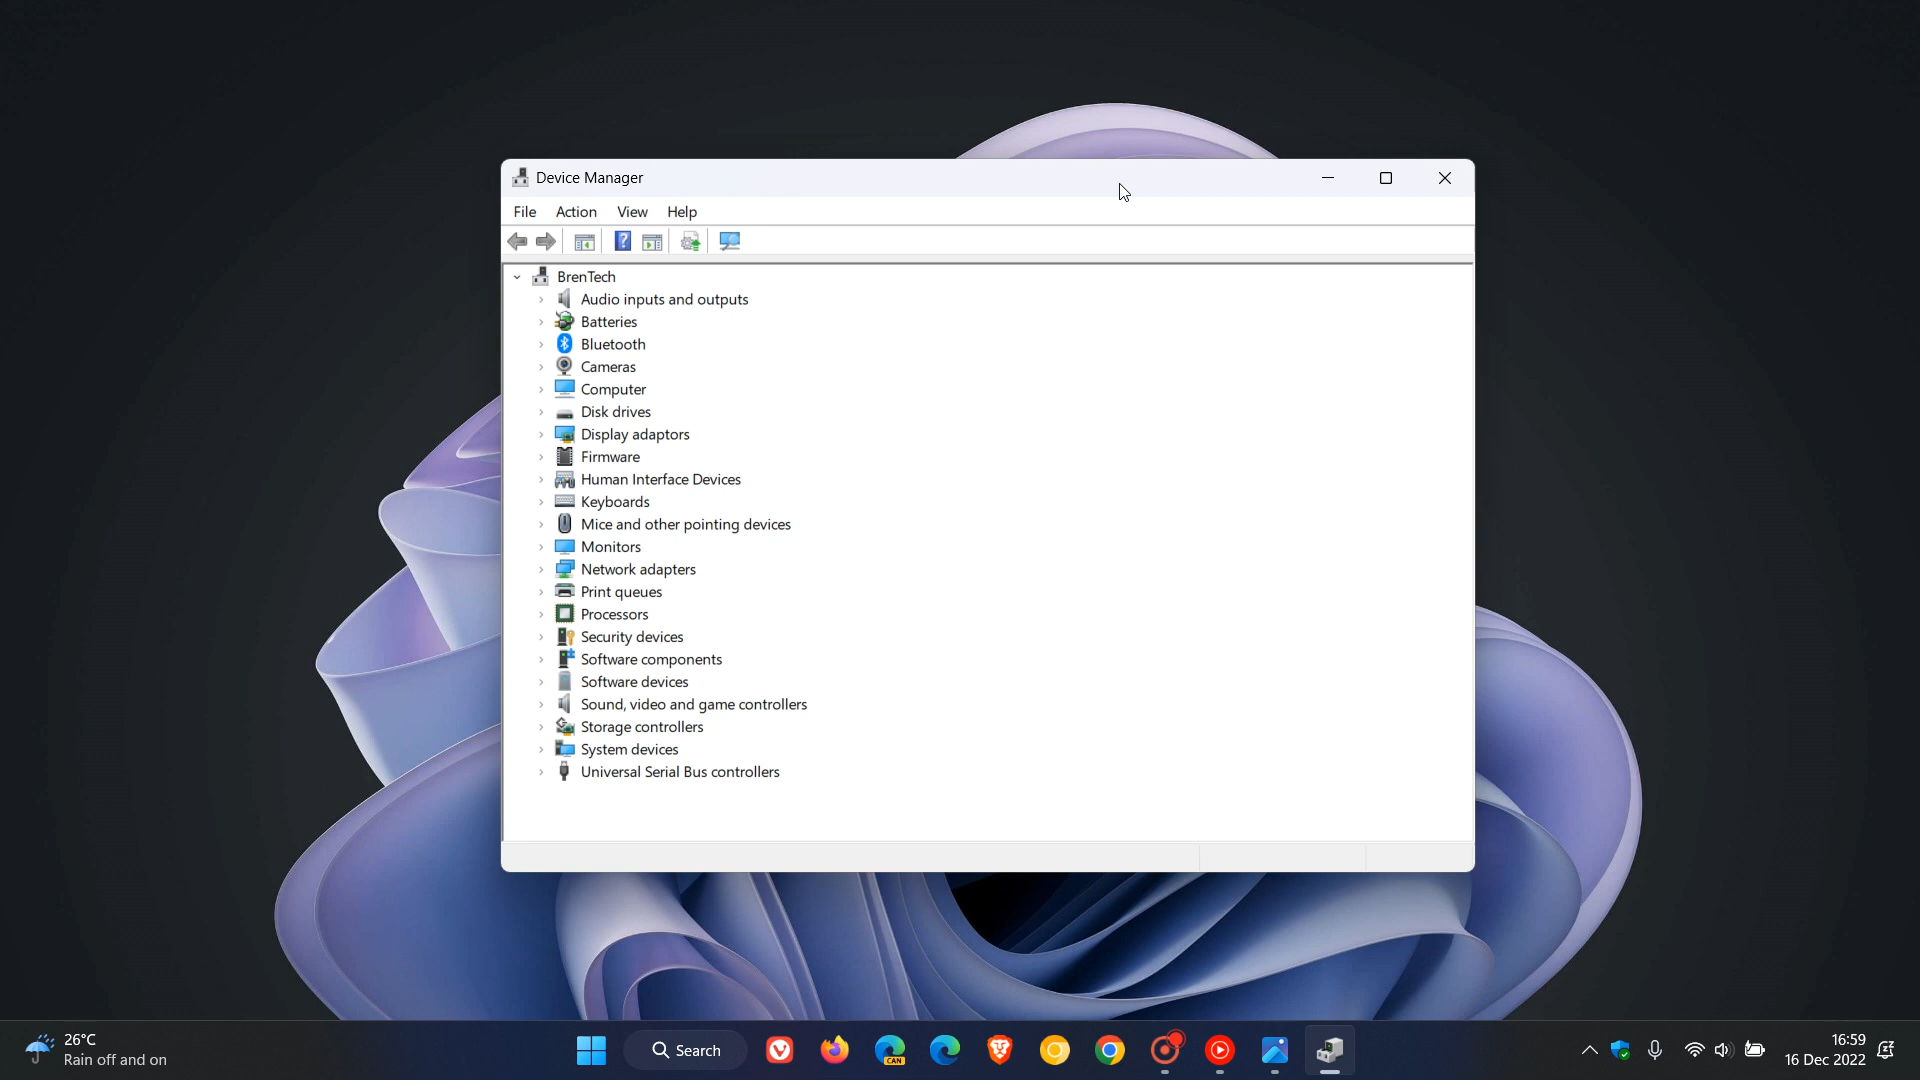 Device Manager
File Action View Help
BrenTech
Audio inputs and outputs
Batteries
Bluetooth
Cameras
Computer
Disk drives
Display adaptors
Firmware
Human Interface Devices
Keyboards
Mice and other pointing devices
Monitors
Network adapters
Print queues
Processors
Security devices
Software components
Software devices
Sound, video and game controllers
Storage controllers
System devices
Universal Serial Bus controllers
26°C
Rain off and on
Search
CAN
16:59
16 Dec 2022